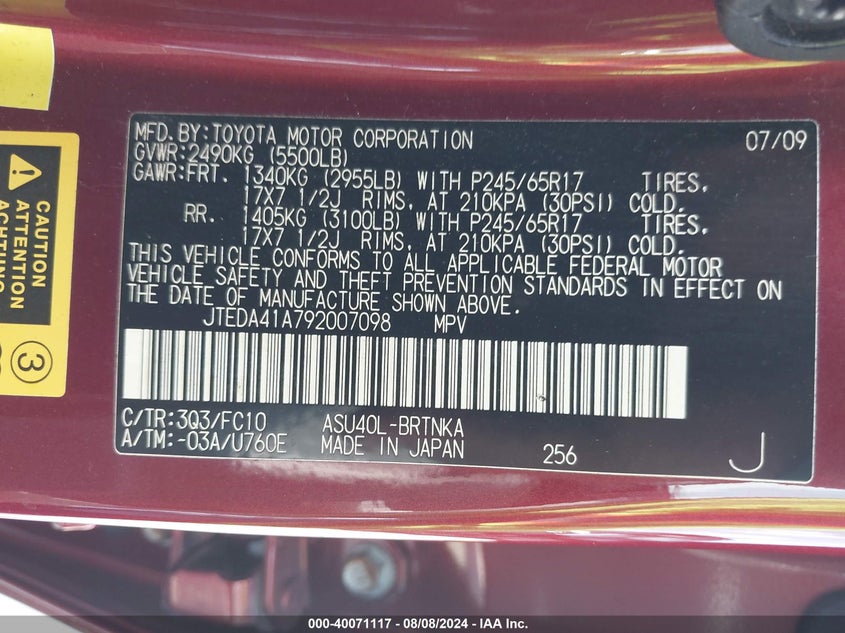 MFD.BY:TOYOTA MOTOR CORPORATION 07/09
GVWR:2490KG (5500LB)
GAWR:FRT. 1340KG (2955LB) WITH P245/65R17 TIRES,
17X7 1/2J RIMS, AT 210KPA (30PSI) COLD.
RR. 1405KG (3100LB) WITH P245/65R17 TIRES,
17X7 1/2J RIMS, AT 210KPA (30PSI) COLD.
THIS VEHICLE CONFORMS TO ALL APPLICABLE FEDERAL MOTOR
VEHICLE SAFETY AND THEFT PREVENTION STANDARDS IN EFFECT ON
THE DATE OF MANUFACTURE SHOWN ABOVE.
JTEDA41A792007098 MPV
C/TR:3Q3/FC10 ASU40L-BRTNKA
A/TM:-03A/U760E MADE IN JAPAN 256 J
CAUTION
ATTENTION
ACHTUNG
3
000-40071117 - 08/08/2024 - IAA Inc.